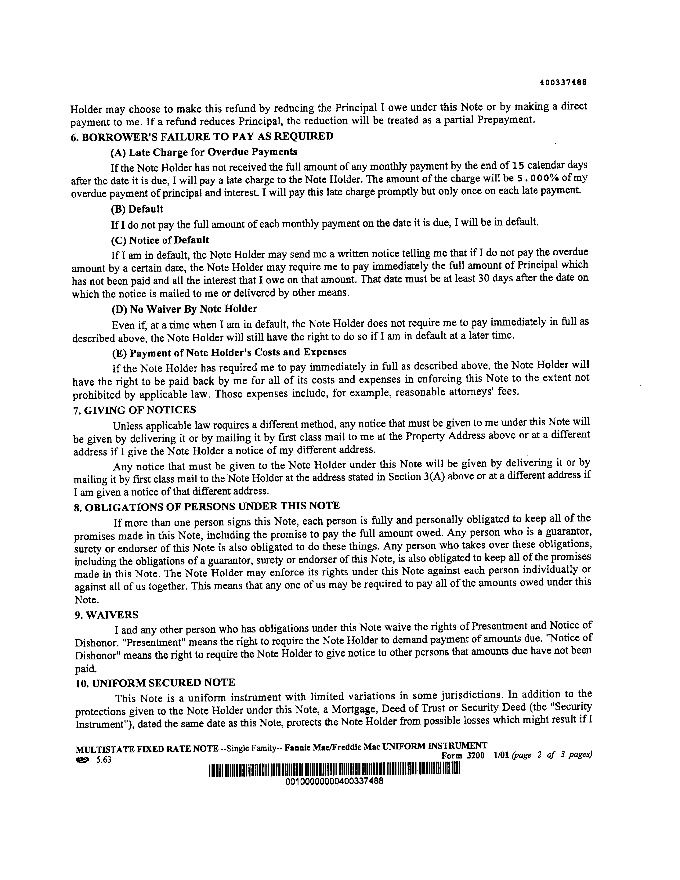 400337488
Holder may choose to make this refund by reducing the Principal I owe under this Note or by making a direct
payment to me. If a refund reduces Principal, the reduction will be treated as a partial Prepayment.
6. BORROWER'S FAILURE TO PAY AS REQUIRED
(A) Late Charge for Overdue Payments
If the Note Holder has not received the full amount of any monthly payment by the end of 15 calendar days
after the date it is due, I will pay a late charge to the Note Holder. The amount of the charge will be 5.000% of my
overdue payment of principal and interest. I will pay this late charge promptly but only once on each late payment.
(B) Default
If I do not pay the full amount of each monthly payment on the date it is due, I will be in default.
(C) Notice of Default
If I am in default, the Note Holder may send me a written notice telling me that if I do not pay the overdue
amount by a certain date, the Note Holder may require me to pay immediately the full amount of Principal which
has not been paid and all the interest that I owe on that amount. That date must be at least 30 days after the date on
which the notice is mailed to me or delivered by other means.
(D) No Waiver By Note Holder
Even if, at a time when I am in default, the Note Holder does not require me to pay immediately in full as
described above, the Note Holder will still have the right to do so if I am in default at a later time.
(E) Payment of Note Holder's Costs and Expenses
If the Note Holder has required me to pay immediately in full as described above, the Note Holder will
have the right to be paid back by me for all of its costs and expenses in enforcing this Note to the extent not
prohibited by applicable law. Those expenses include, for example, reasonable attorneys' fees.
7. GIVING OF NOTICES
Unless applicable law requires a different method, any notice that must be given to me under this Note will
be given by delivering it or by mailing it by first class mail to me at the Property Address above or at a different
address if I give the Note Holder a notice of my different address.
Any notice that must be given to the Note Holder under this Note will be given by delivering it or by
mailing it by first class mail to the Note Holder at the address stated in Section 3(A) above or at a different address if
I am given a notice of that different address.
8. OBLIGATIONS OF PERSONS UNDER THIS NOTE
If more than one person signs this Note, each person is fully and personally obligated to keep all of the
promises made in this Note, including the promise to pay the full amount owed. Any person who is a guarantor,
surety or endorser of this Note is also obligated to do these things. Any person who takes over these obligations,
including the obligations of a guarantor, surety or endorser of this Note, is also obligated to keep all of the promises
made in this Note. The Note Holder may enforce its rights under this Note against each person individually or
against all of us together. This means that any one of us may be required to pay all of the amounts owed under this
Note.
9. WAIVERS
I and any other person who has obligations under this Note waive the rights of Presentment and Notice of
Dishonor. "Presentment" means the right to require the Note Holder to demand payment of amounts due. "Notice of
Dishonor" means the right to require the Note Holder to give notice to other persons that amounts due have not been
paid.
10. UNIFORM SECURED NOTE
This Note is a uniform instrument with limited variations in some jurisdictions. In addition to the
protections given to the Note Holder under this Note, a Mortgage, Deed of Trust or Security Deed (the "Security
Instrument"), dated the same date as this Note, protects the Note Holder from possible losses which might result if I
MULTISTATE FIXED RATE NOTE --Single Family-- Fannie Mae/Freddie Mac UNIFORM INSTRUMENT
5.63 Form 3200 1/01 (page 2 of 3 pages)
00100000000400337488